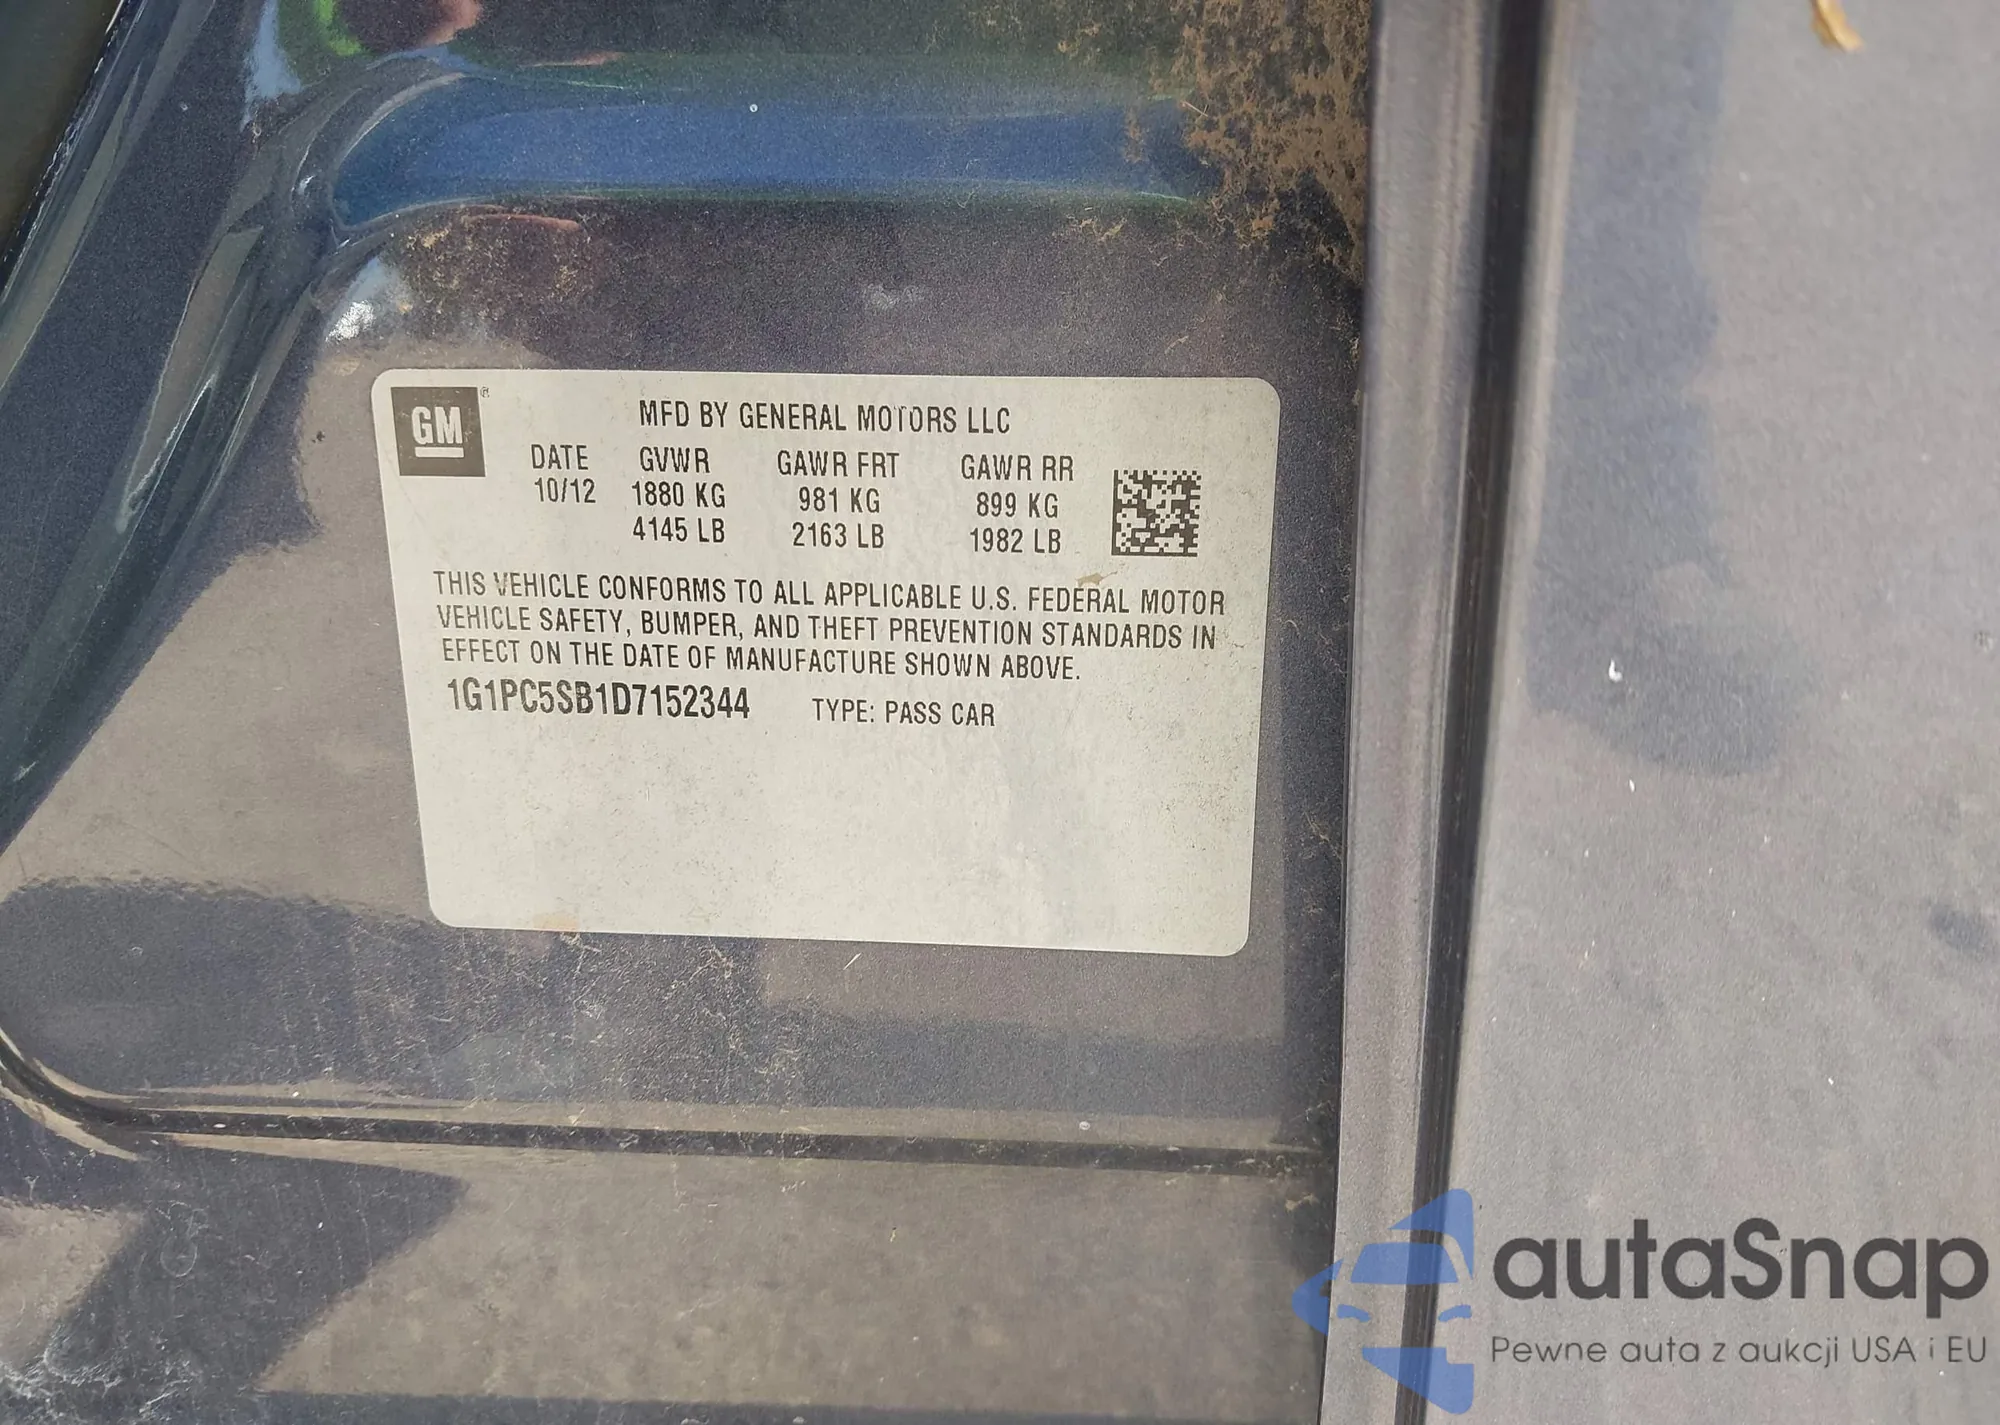 GM ®
MFD BY GENERAL MOTORS LLC
DATE GVWR GAWR FRT GAWR RR
10/12 1880 KG 981 KG 899 KG
4145 LB 2163 LB 1982 LB
THIS VEHICLE CONFORMS TO ALL APPLICABLE U.S. FEDERAL MOTOR
VEHICLE SAFETY, BUMPER, AND THEFT PREVENTION STANDARDS IN
EFFECT ON THE DATE OF MANUFACTURE SHOWN ABOVE.
1G1PC5SB1D7152344 TYPE: PASS CAR
autaSnap
Pewne auta z aukcji USA i EU